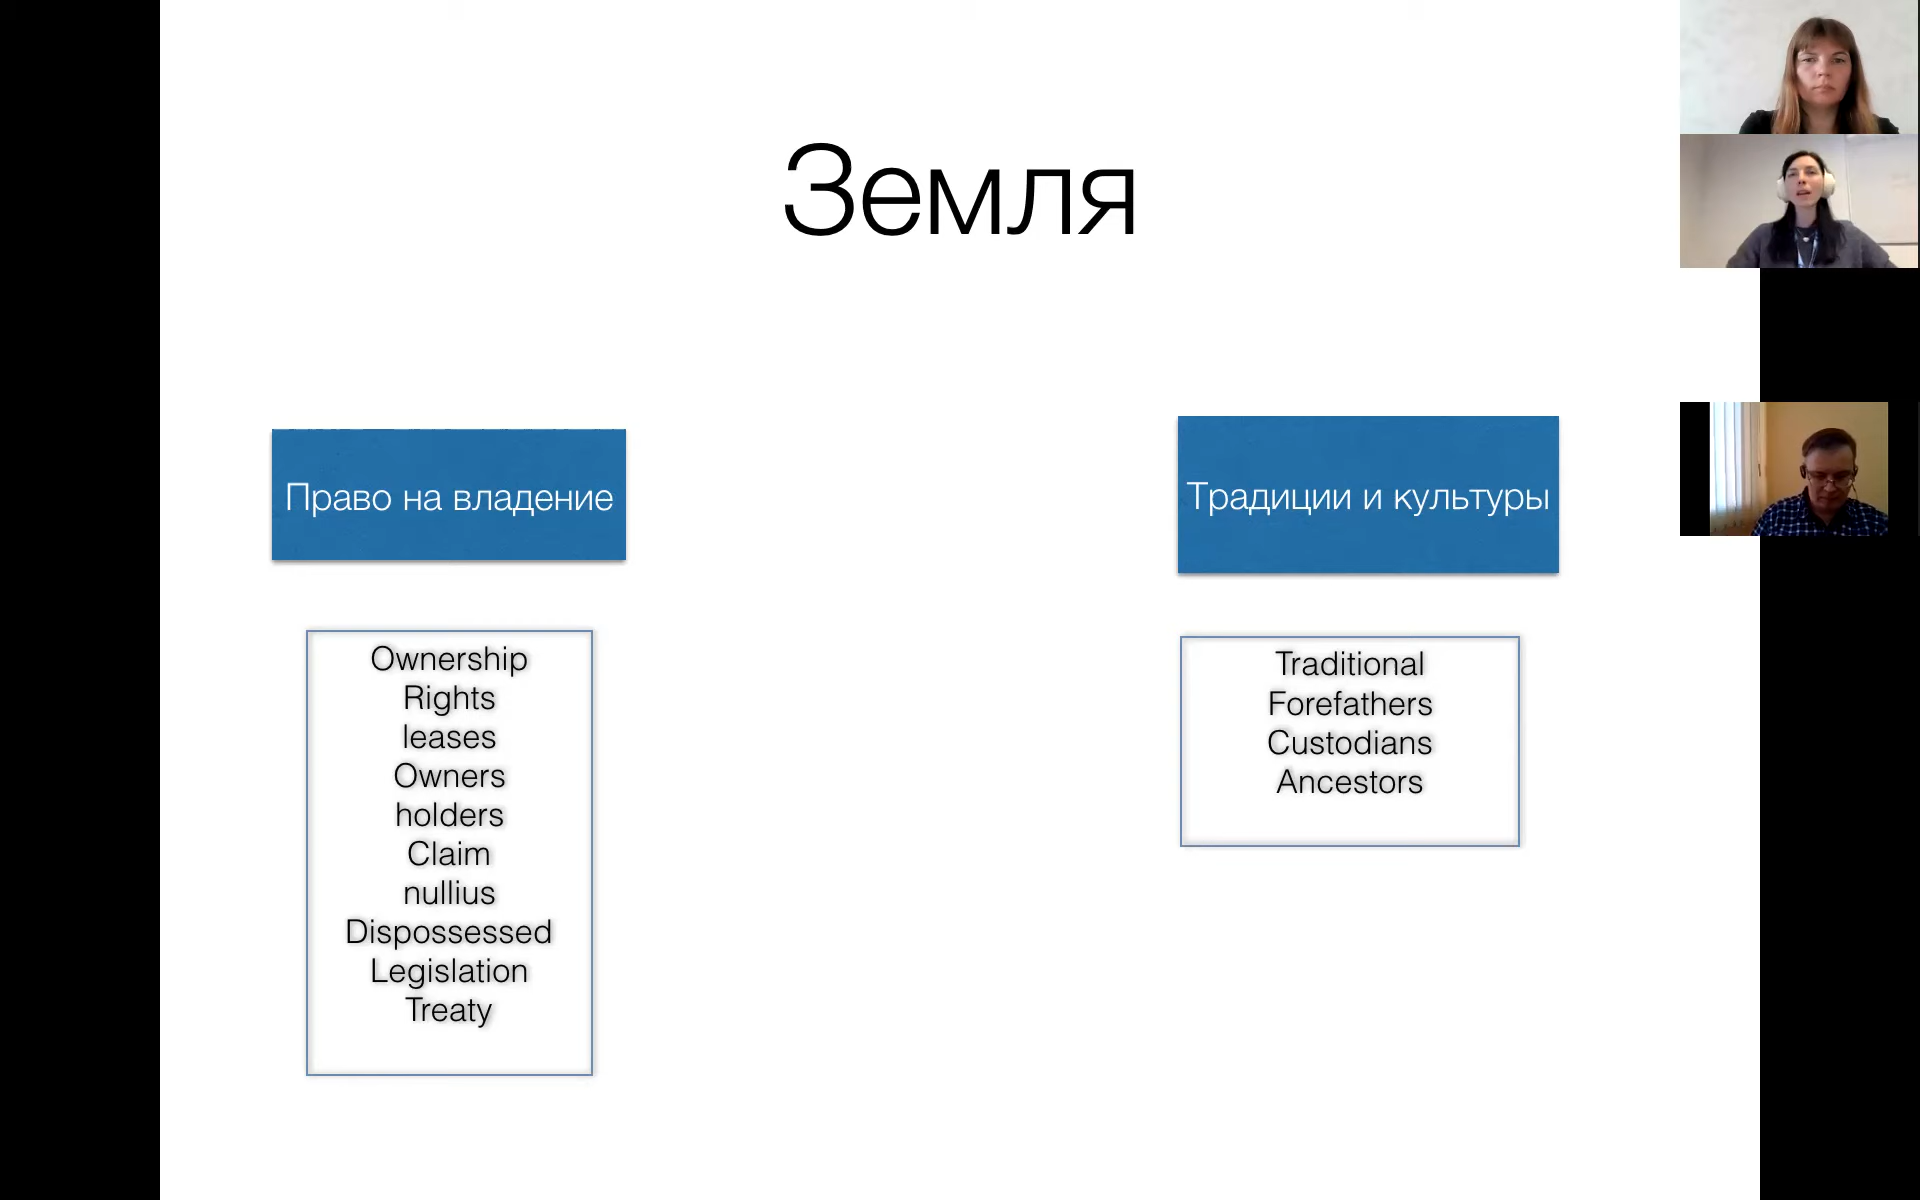 Земля
Право на владение
Ownership
Rights
leases
Owners
holders
Claim
nullius
Dispossessed
Legislation
Treaty
Традиции и культуры
Traditional
Forefathers
Custodians
Ancestors